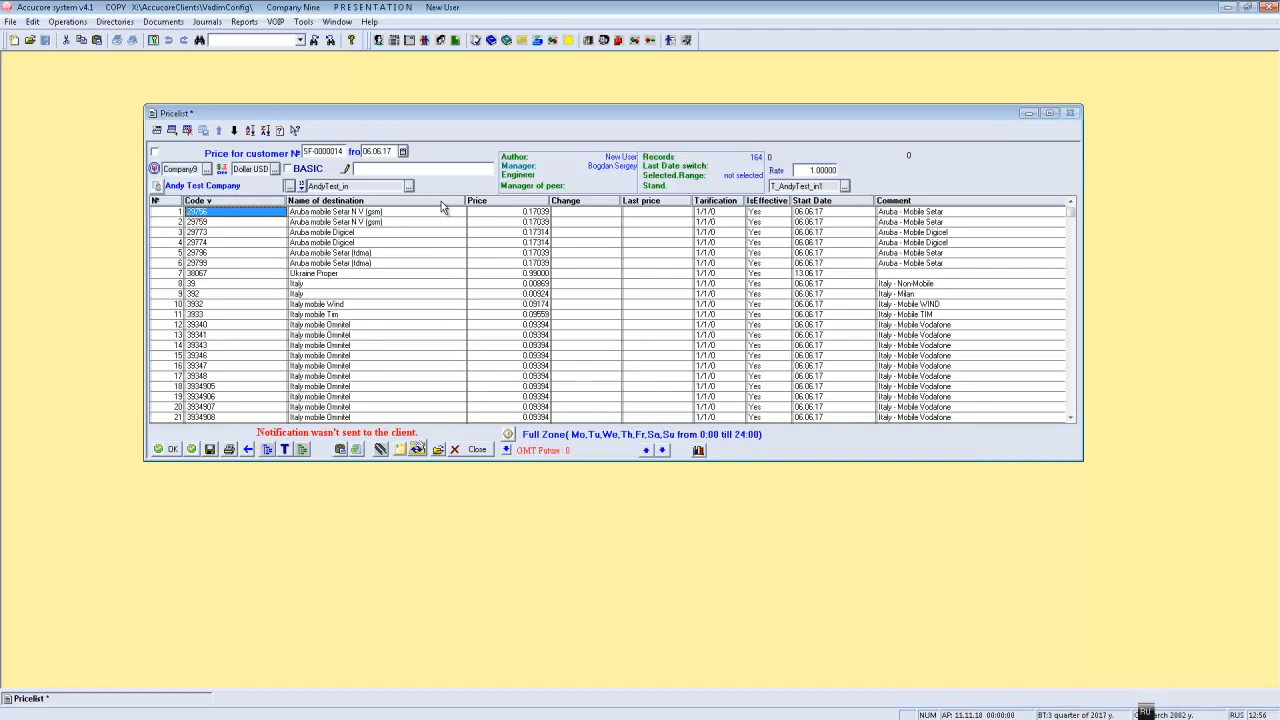 Accucore system v4.1 COPY X:\AccucoreClients\VadimConfig\ Company Nine P R E S E N T A T I O N New User
File Edit Operations Directories Documents Journals Reports VOIP Tools Window Help
Pricelist *
Price for customer № SF-0000014 fro 06.06.17
Company9 ... Dollar USD ... BASIC
Andy Test Company ... AndyTest_in ...
Author: New User
Manager: Bogdan Sergey
Engineer
Manager of peer:
Records 164
Last Date switch:
Selected.Range: not selected
Stand.
0 0
Rate 1.00000
T_AndyTest_in1 ...
№ Code v Name of destination Price Change Last price Tarification IsEffective Start Date Comment
1 29756 Aruba mobile Setar N V (gsm) 0.17039 1/1/0 Yes 06.06.17 Aruba - Mobile Setar
2 29759 Aruba mobile Setar N V (gsm) 0.17039 1/1/0 Yes 06.06.17 Aruba - Mobile Setar
3 29773 Aruba mobile Digicel 0.17314 1/1/0 Yes 06.06.17 Aruba - Mobile Digicel
4 29774 Aruba mobile Digicel 0.17314 1/1/0 Yes 06.06.17 Aruba - Mobile Digicel
5 29796 Aruba mobile Setar (tdma) 0.17039 1/1/0 Yes 06.06.17 Aruba - Mobile Setar
6 29799 Aruba mobile Setar (tdma) 0.17039 1/1/0 Yes 06.06.17 Aruba - Mobile Setar
7 38067 Ukraine Proper 0.99000 1/1/0 Yes 13.06.17
8 39 Italy 0.00869 1/1/0 Yes 06.06.17 Italy - Non-Mobile
9 392 Italy 0.00924 1/1/0 Yes 06.06.17 Italy - Milan
10 3932 Italy mobile Wind 0.09174 1/1/0 Yes 06.06.17 Italy - Mobile WIND
11 3933 Italy mobile Tim 0.09559 1/1/0 Yes 06.06.17 Italy - Mobile TIM
12 39340 Italy mobile Omnitel 0.09394 1/1/0 Yes 06.06.17 Italy - Mobile Vodafone
13 39341 Italy mobile Omnitel 0.09394 1/1/0 Yes 06.06.17 Italy - Mobile Vodafone
14 39343 Italy mobile Omnitel 0.09394 1/1/0 Yes 06.06.17 Italy - Mobile Vodafone
15 39346 Italy mobile Omnitel 0.09394 1/1/0 Yes 06.06.17 Italy - Mobile Vodafone
16 39347 Italy mobile Omnitel 0.09394 1/1/0 Yes 06.06.17 Italy - Mobile Vodafone
17 39348 Italy mobile Omnitel 0.09394 1/1/0 Yes 06.06.17 Italy - Mobile Vodafone
18 3934905 Italy mobile Omnitel 0.09394 1/1/0 Yes 06.06.17 Italy - Mobile Vodafone
19 3934906 Italy mobile Omnitel 0.09394 1/1/0 Yes 06.06.17 Italy - Mobile Vodafone
20 3934907 Italy mobile Omnitel 0.09394 1/1/0 Yes 06.06.17 Italy - Mobile Vodafone
21 3934908 Italy mobile Omnitel 0.09394 1/1/0 Yes 06.06.17 Italy - Mobile Vodafone
Notification wasn't sent to the client.
Full Zone( Mo,Tu,We,Th,Fr,Sa,Su from 0:00 till 24:00)
OK T Close GMT Future : 0
Pricelist *
NUM AP: 11.11.18 00:00:00 BT:3 quarter of 2017 y. RU arch 2002 y. RUS 12:56